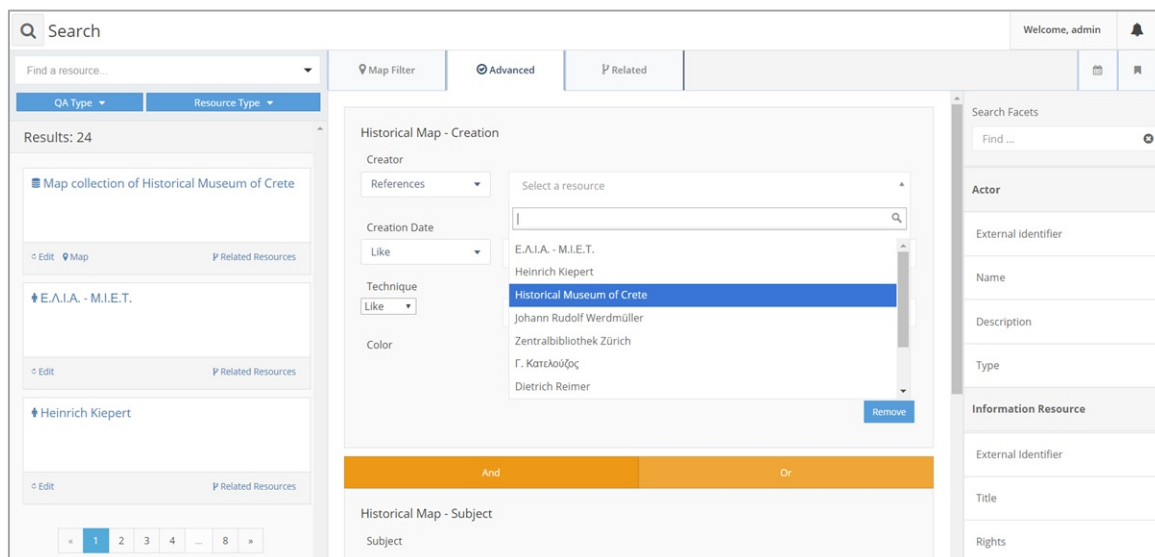 Search
Welcome, admin
Find a resource...
QA Type
Resource Type
Results: 24
Map collection of Historical Museum of Crete
Edit Map Related Resources
Ε.Λ.Ι.Α. - Μ.Ι.Ε.Τ.
Edit Related Resources
Heinrich Kiepert
Edit Related Resources
« 1 2 3 4 ... 8 »
Map Filter
Advanced
Related
Historical Map - Creation
Creator
References
Select a resource
Creation Date
Like
Technique
Like
Color
Ε.Λ.Ι.Α. - Μ.Ι.Ε.Τ.
Heinrich Kiepert
Historical Museum of Crete
Johann Rudolf Werdmüller
Zentralbibliothek Zürich
Γ. Κατελούζος
Dietrich Reimer
Remove
And
Or
Historical Map - Subject
Subject
Search Facets
Find ...
Actor
External identifier
Name
Description
Type
Information Resource
External Identifier
Title
Rights